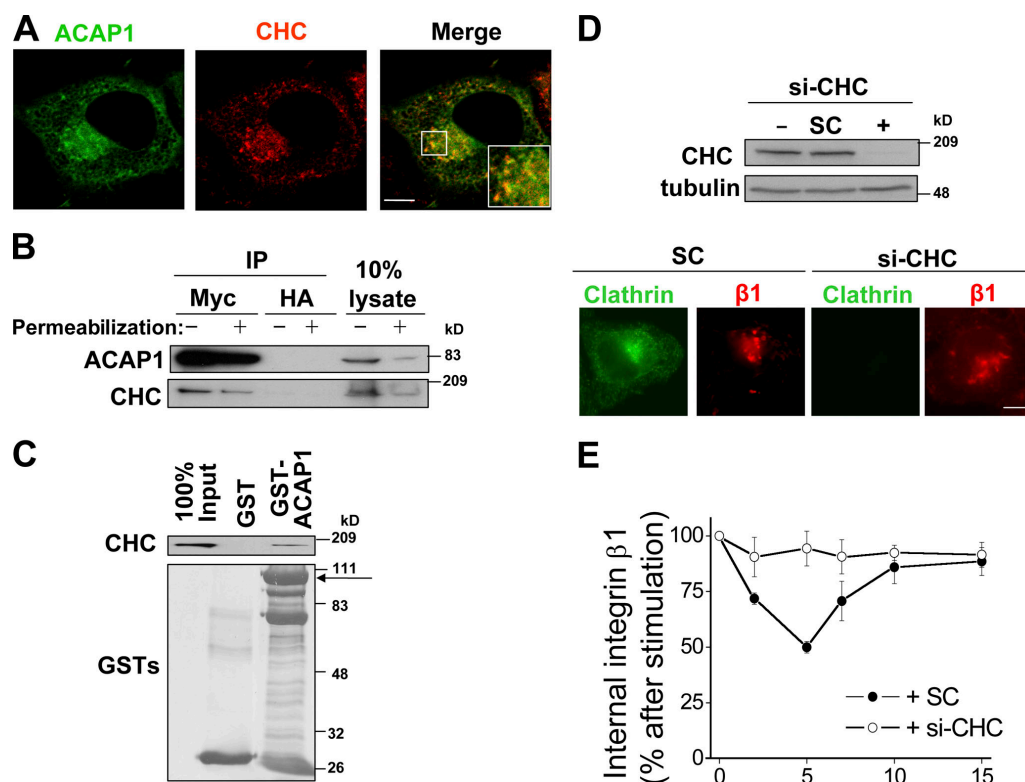 A
ACAP1 CHC Merge
B
IP 10% lysate
Myc HA
Permeabilization: – + – + – + kD
ACAP1 83
CHC 209
C
100% Input GST GST-ACAP1 kD
CHC 209
111
83
GSTs 48
32
26
D
si-CHC
– SC + kD
CHC 209
tubulin 48
SC si-CHC
Clathrin β1 Clathrin β1
E
Internal integrin β1
(% after stimulation)
100
75
50
25
0
+ SC
+ si-CHC
0 5 10 15